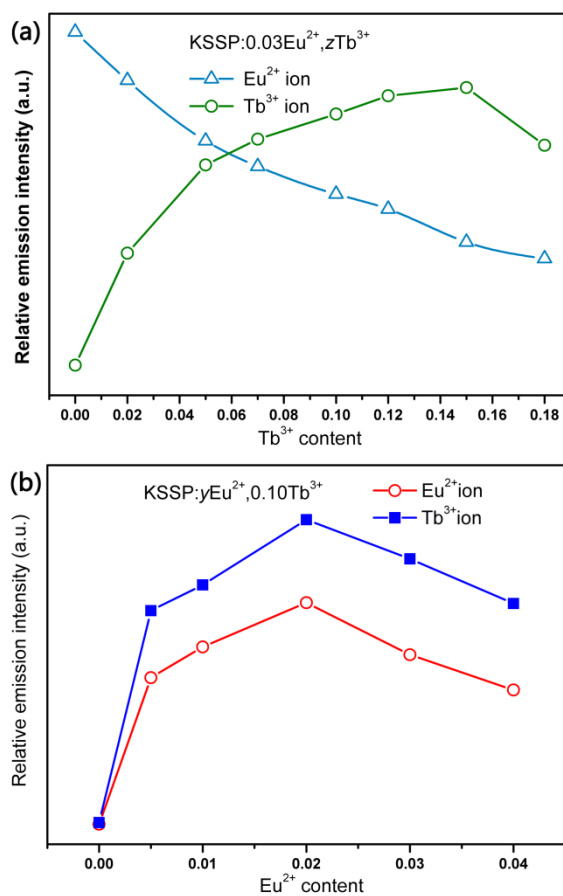 (a)
KSSP:0.03Eu²⁺,zTb³⁺
Eu²⁺ ion
Tb³⁺ ion
Relative emission intensity (a.u.)
0.00 0.02 0.04 0.06 0.08 0.10 0.12 0.14 0.16 0.18
Tb³⁺ content
(b)
KSSP:yEu²⁺,0.10Tb³⁺
Eu²⁺ion
Tb³⁺ion
Relative emission intensity (a.u.)
0.00 0.01 0.02 0.03 0.04
Eu²⁺ content